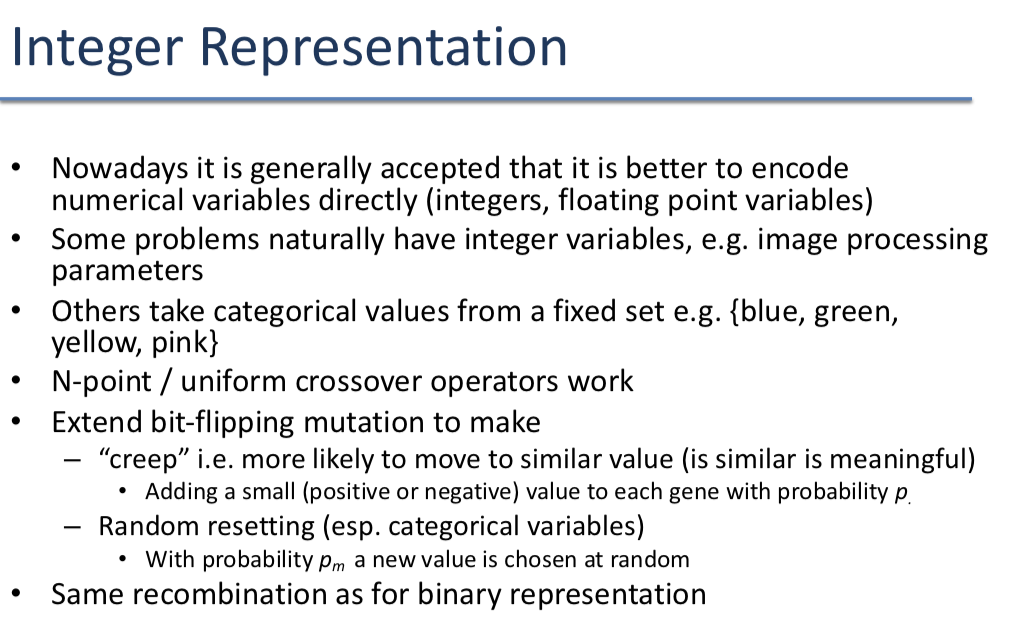 Integer Representation
• Nowadays it is generally accepted that it is better to encode
numerical variables directly (integers, floating point variables)
• Some problems naturally have integer variables, e.g. image processing
parameters
• Others take categorical values from a fixed set e.g. {blue, green,
yellow, pink}
• N-point / uniform crossover operators work
• Extend bit-flipping mutation to make
– “creep” i.e. more likely to move to similar value (is similar is meaningful)
• Adding a small (positive or negative) value to each gene with probability p.
– Random resetting (esp. categorical variables)
• With probability pm a new value is chosen at random
• Same recombination as for binary representation